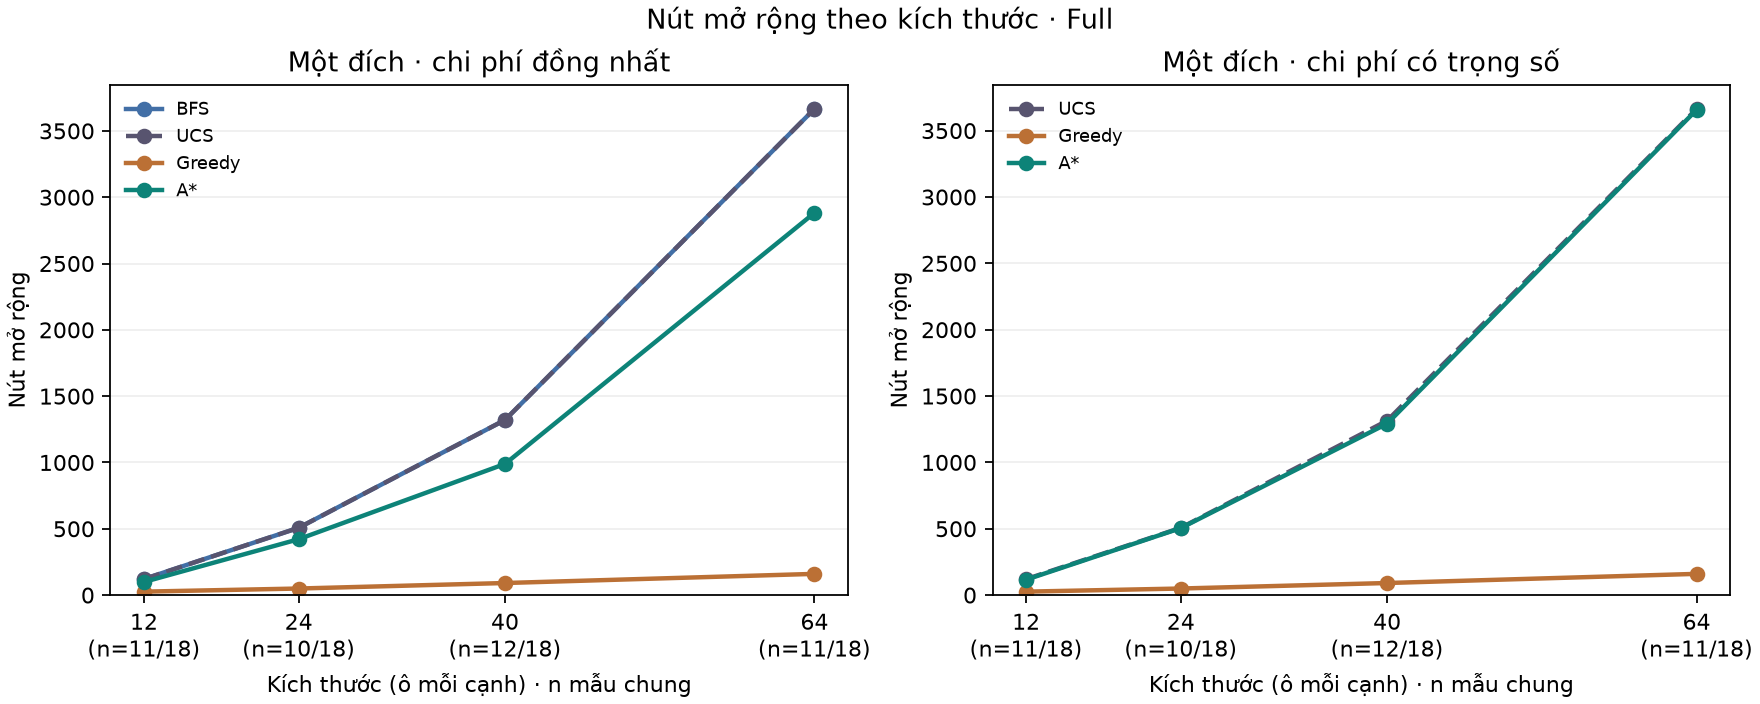 Nút mở rộng theo kích thước · Full
Một đích · chi phí đồng nhất
BFS
UCS
Greedy
A*
3500
3000
2500
2000
1500
1000
500
0
Nút mở rộng
12
24
40
64
(n=11/18)
(n=10/18)
(n=12/18)
(n=11/18)
Kích thước (ô mỗi cạnh) · n mẫu chung
Một đích · chi phí có trọng số
UCS
Greedy
A*
3500
3000
2500
2000
1500
1000
500
0
Nút mở rộng
12
24
40
64
(n=11/18)
(n=10/18)
(n=12/18)
(n=11/18)
Kích thước (ô mỗi cạnh) · n mẫu chung